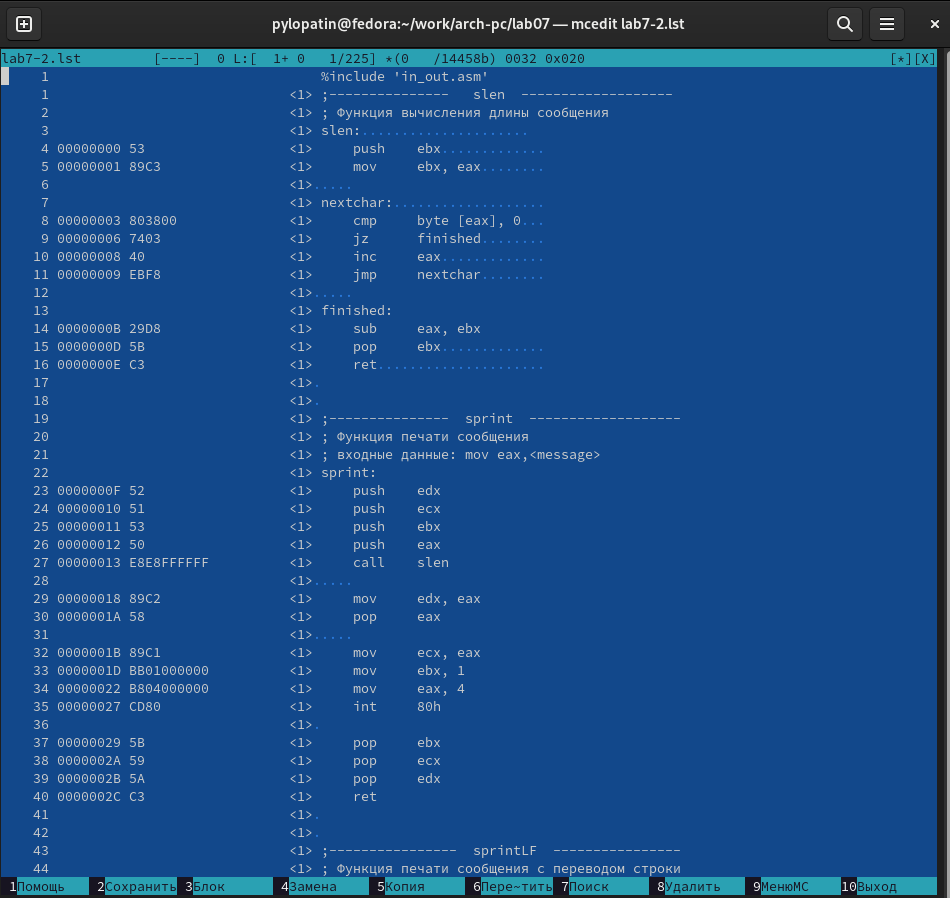 pylopatin@fedora:~/work/arch-pc/lab07 — mcedit lab7-2.lst
lab7-2.lst         [----]  0 L:[  1+ 0   1/225] *(0   /14458b) 0032 0x020                                      [*][X]
     1                                  %include 'in_out.asm'
     1                              <1> ;---------------   slen  -------------------
     2                              <1> ; Функция вычисления длины сообщения
     3                              <1> slen:.....................
     4 00000000 53                  <1>     push    ebx.............
     5 00000001 89C3                <1>     mov     ebx, eax........
     6                              <1>.....
     7                              <1> nextchar:...................
     8 00000003 803800              <1>     cmp     byte [eax], 0...
     9 00000006 7403                <1>     jz      finished........
    10 00000008 40                  <1>     inc     eax.............
    11 00000009 EBF8                <1>     jmp     nextchar........
    12                              <1>.....
    13                              <1> finished:
    14 0000000B 29D8                <1>     sub     eax, ebx
    15 0000000D 5B                  <1>     pop     ebx.............
    16 0000000E C3                  <1>     ret.....................
    17                              <1>.
    18                              <1>.
    19                              <1> ;---------------  sprint  -------------------
    20                              <1> ; Функция печати сообщения
    21                              <1> ; входные данные: mov eax,<message>
    22                              <1> sprint:
    23 0000000F 52                  <1>     push    edx
    24 00000010 51                  <1>     push    ecx
    25 00000011 53                  <1>     push    ebx
    26 00000012 50                  <1>     push    eax
    27 00000013 E8E8FFFFFF          <1>     call    slen
    28                              <1>.....
    29 00000018 89C2                <1>     mov     edx, eax
    30 0000001A 58                  <1>     pop     eax
    31                              <1>.....
    32 0000001B 89C1                <1>     mov     ecx, eax
    33 0000001D BB01000000          <1>     mov     ebx, 1
    34 00000022 B804000000          <1>     mov     eax, 4
    35 00000027 CD80                <1>     int     80h
    36                              <1>.
    37 00000029 5B                  <1>     pop     ebx
    38 0000002A 59                  <1>     pop     ecx
    39 0000002B 5A                  <1>     pop     edx
    40 0000002C C3                  <1>     ret
    41                              <1>.
    42                              <1>.
    43                              <1> ;----------------  sprintLF  ----------------
    44                              <1> ; Функция печати сообщения с переводом строки
 1Помощь    2Сохранить 3Блок      4Замена    5Копия     6Пере~тить 7Поиск     8Удалить   9МенюМС   10Выход